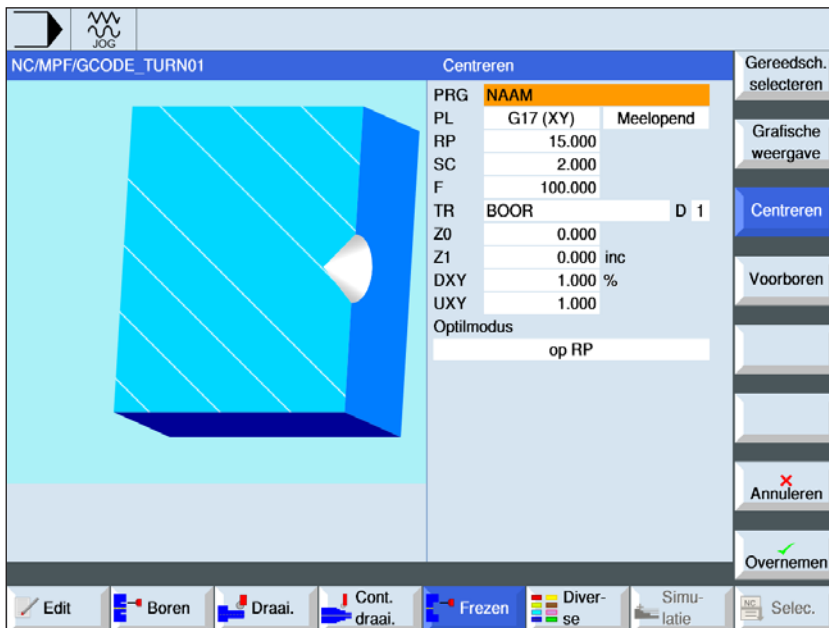 JOG
NC/MPF/GCODE_TURN01
Centreren
PRG NAAM
PL G17 (XY) Meelopend
RP 15.000
SC 2.000
F 100.000
TR BOOR D 1
Z0 0.000
Z1 0.000 inc
DXY 1.000 %
UXY 1.000
Optilmodus
op RP
Gereedsch.
selecteren
Grafische
weergave
Centreren
Voorboren
Annuleren
Overnemen
Edit
Boren
Draai.
Cont.
draai.
Frezen
Diver-
se
Simu-
latie
NC
Selec.